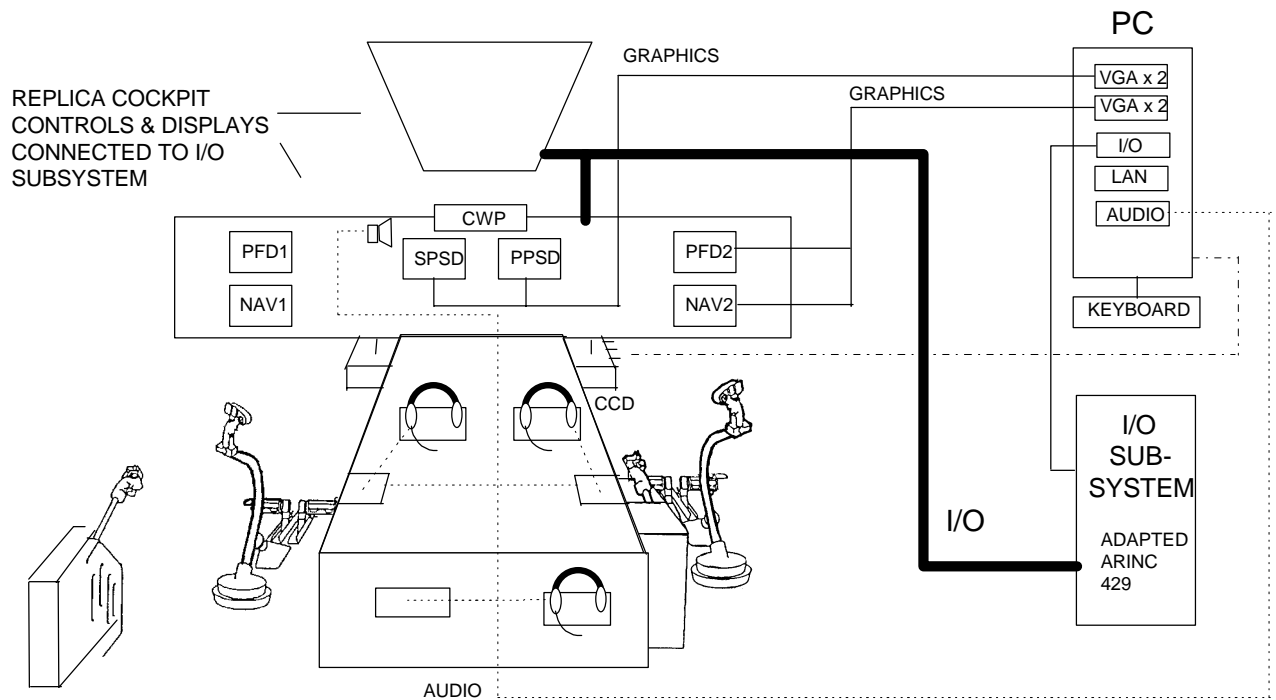 PC
GRAPHICS
VGA x 2
GRAPHICS
VGA x 2
REPLICA COCKPIT
CONTROLS & DISPLAYS
CONNECTED TO I/O
SUBSYSTEM
I/O
LAN
AUDIO
CWP
PFD1
SPSD
PPSD
PFD2
NAV1
NAV2
KEYBOARD
CCD
I/O
SUB-
SYSTEM
I/O
ADAPTED
ARINC
429
AUDIO